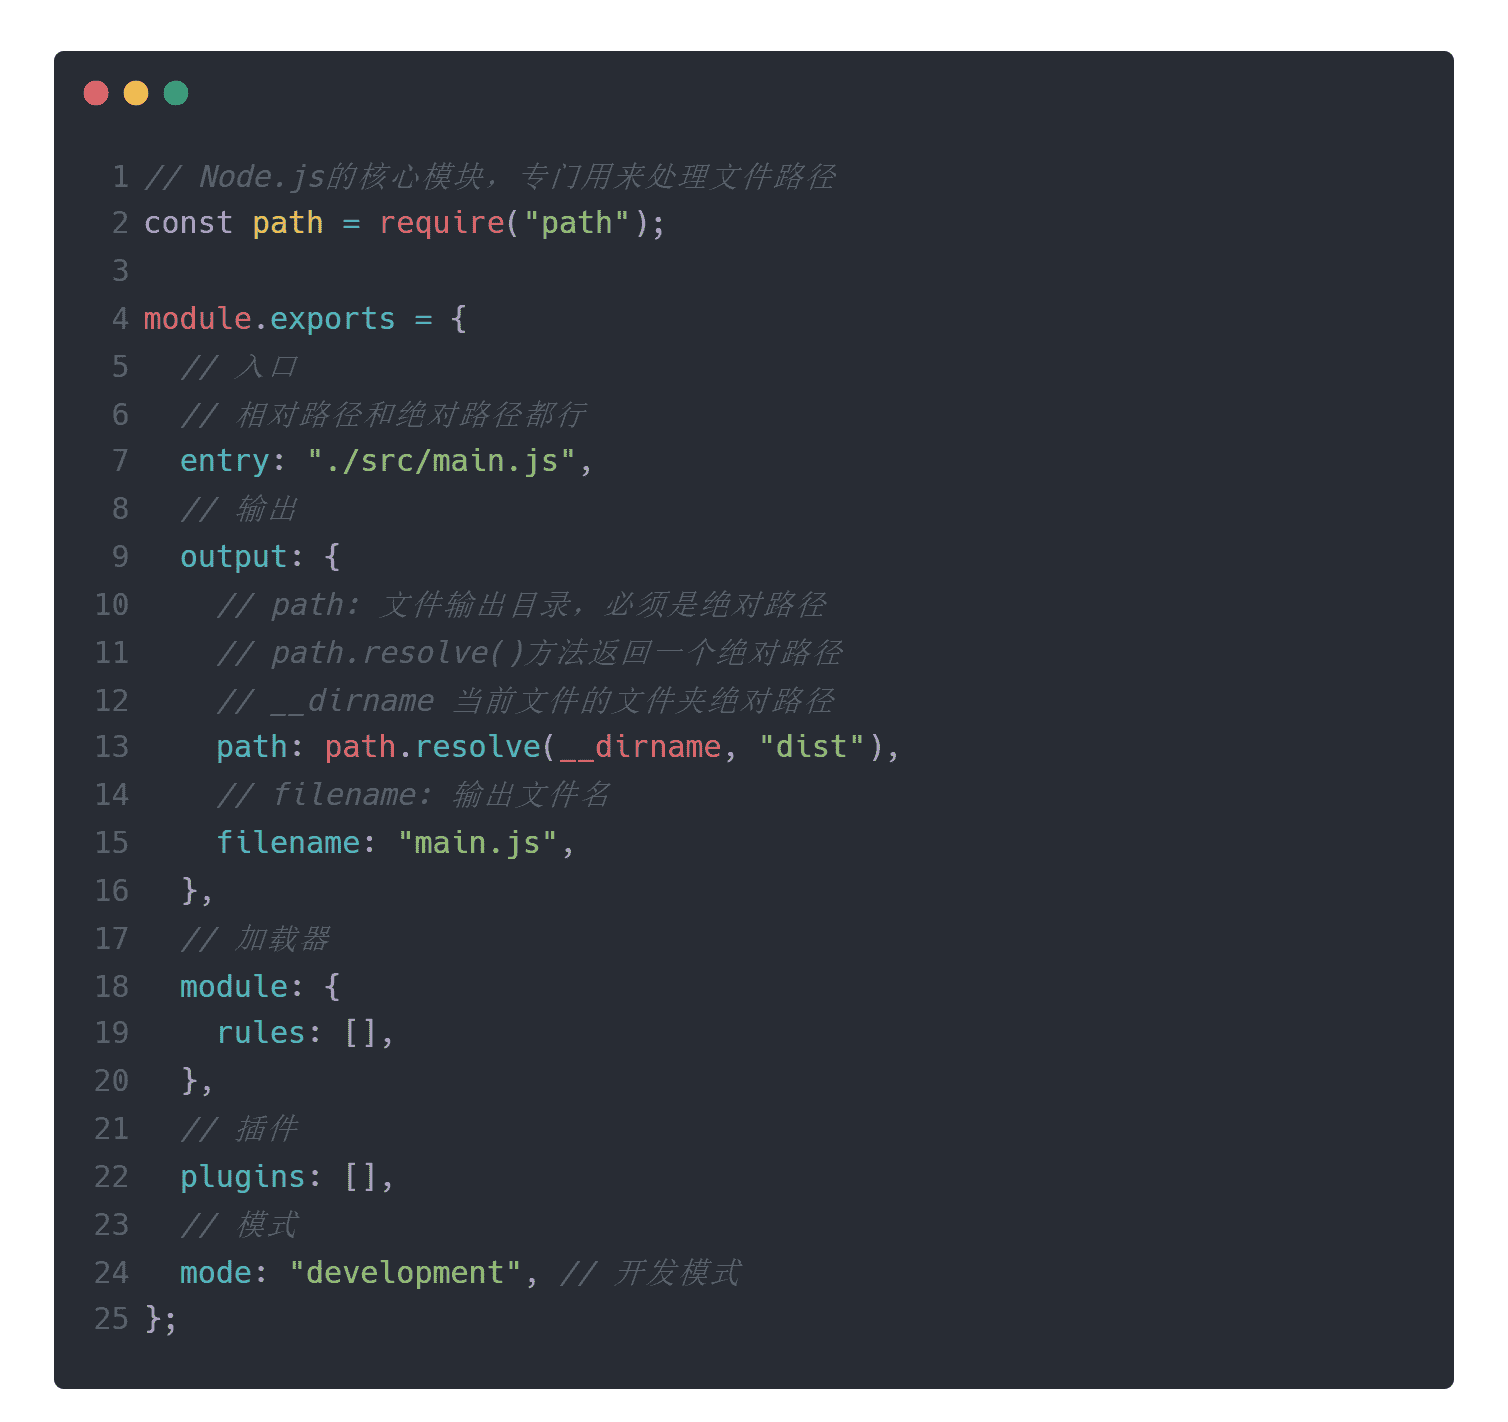 1 // Node.js的核心模块，专门用来处理文件路径
2 const path = require("path");
3
4 module.exports = {
5   // 入口
6   // 相对路径和绝对路径都行
7   entry: "./src/main.js",
8   // 输出
9   output: {
10     // path: 文件输出目录，必须是绝对路径
11     // path.resolve()方法返回一个绝对路径
12     // __dirname 当前文件的文件夹绝对路径
13     path: path.resolve(__dirname, "dist"),
14     // filename: 输出文件名
15     filename: "main.js",
16   },
17   // 加载器
18   module: {
19     rules: [],
20   },
21   // 插件
22   plugins: [],
23   // 模式
24   mode: "development", // 开发模式
25 };